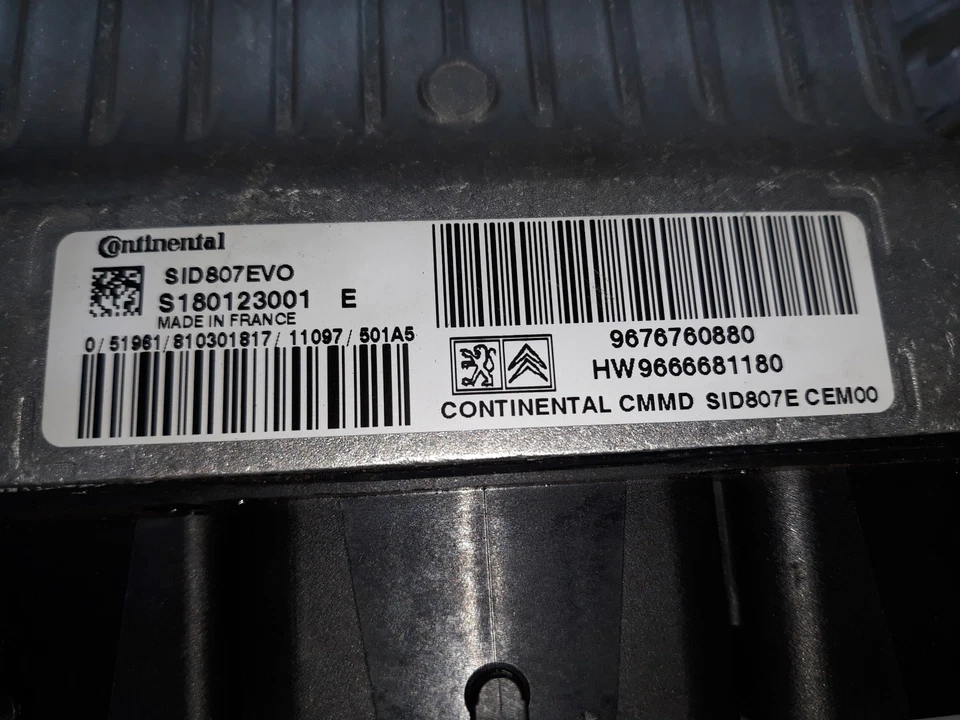 Continental
SID807EVO
S180123001 E
MADE IN FRANCE
0/51961/810301817/11097/501A5
9676760880
HW9666681180
CONTINENTAL CMMD SID807E CEM00